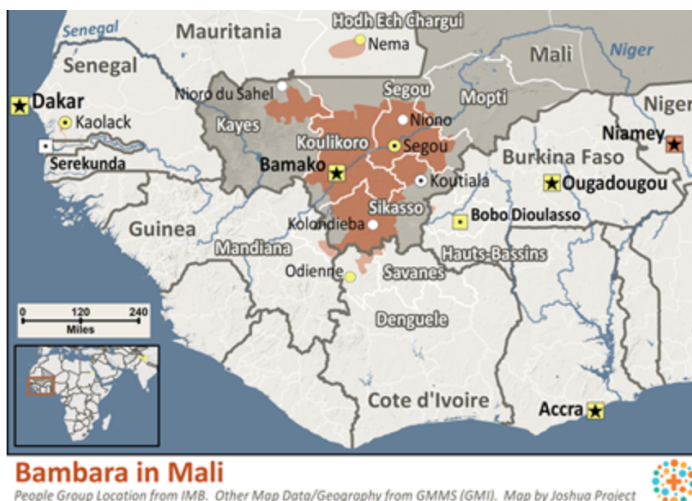 Hodh Ech Chargui
Mauritania
Nema
Senegal
Niger
Senegal
Mali
Segou
Nioro du Sahel
Mopti
Dakar
Niger
Kayes
Niono
Kaolack
Koulikoro
Niamey
Segou
Serekunda
Burkina Faso
Bamako
Koutiala
Ougadougou
Sikasso
Kolondieba
Bobo Dioulasso
Guinea
Mandiana
Hauts-Bassins
Odienne
Savanes
0 120 240
Miles
Denguele
Cote d'Ivoire
Accra
Bambara in Mali
People Group Location from IMB. Other Map Data/Geography from GMMS (GMI). Map by Joshua Project